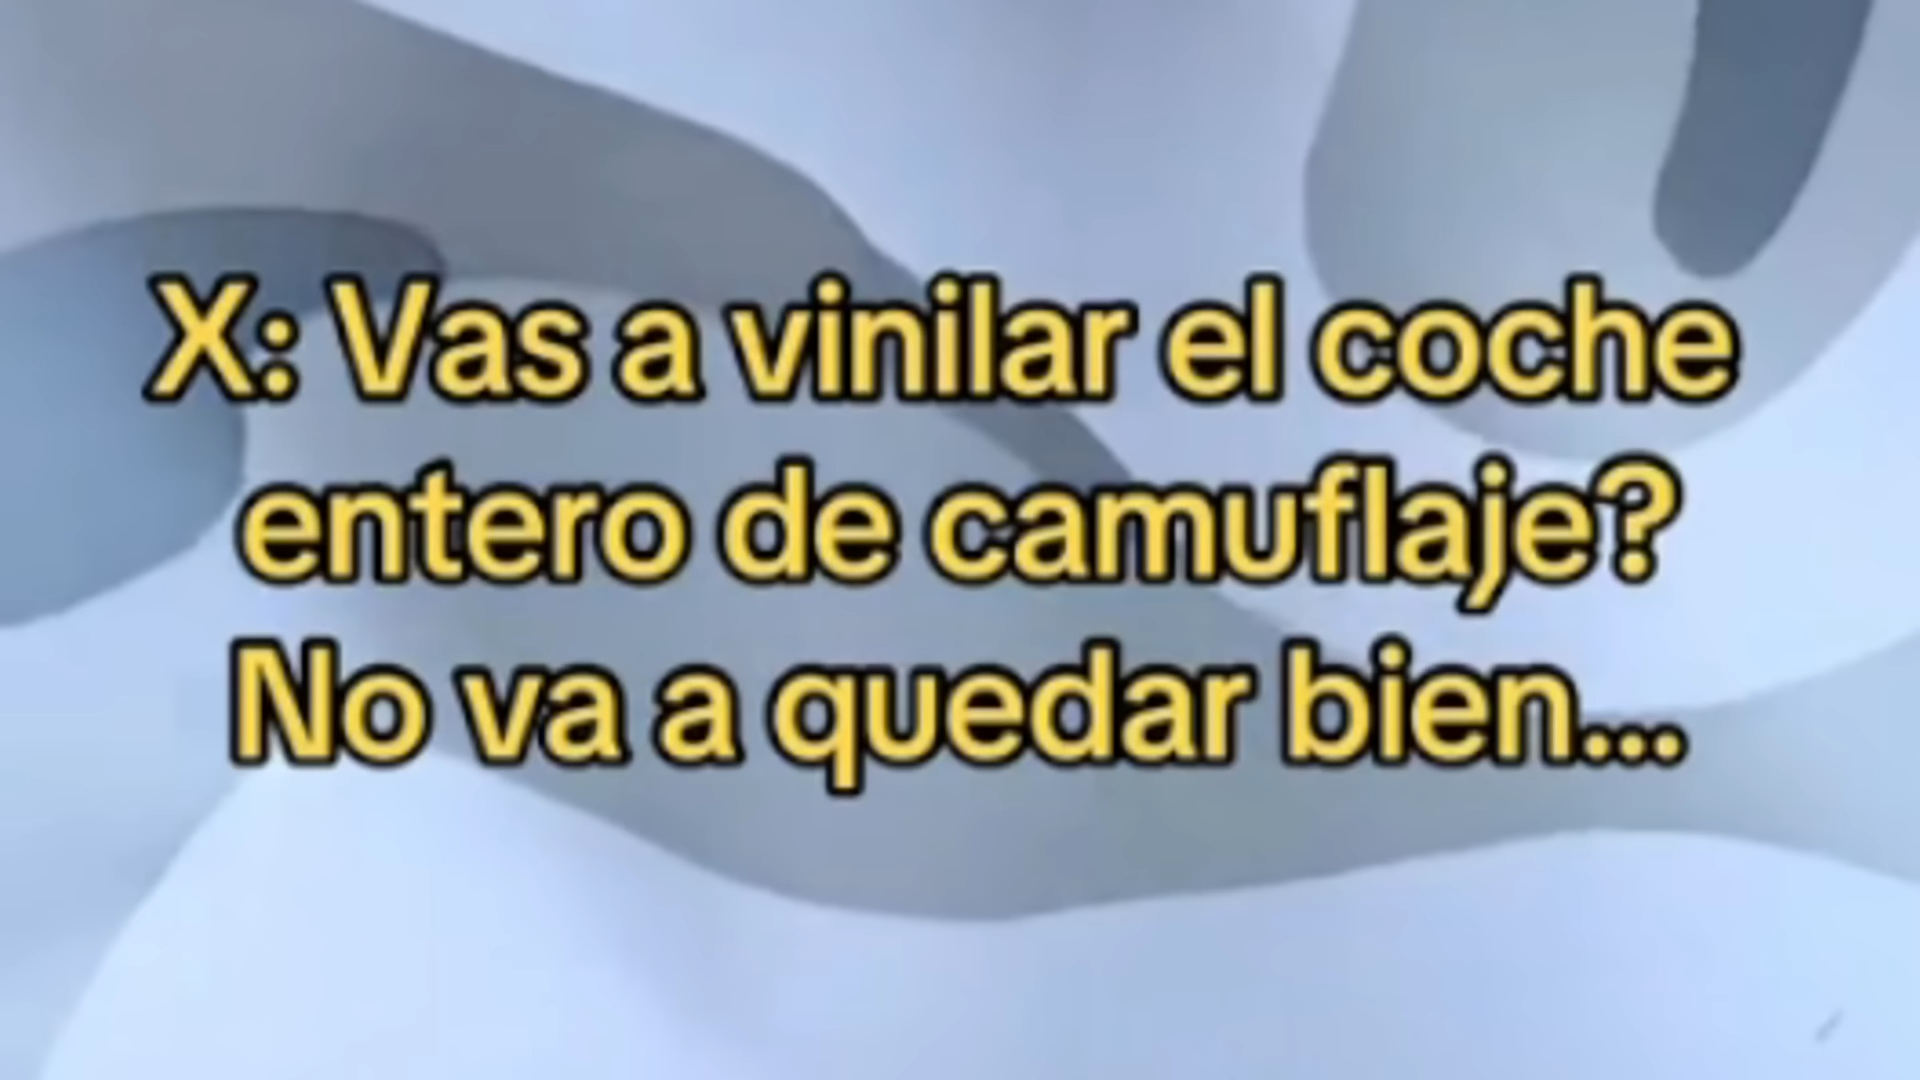 X: Vas a vinilar el coche
entero de camuflaje?
No va a quedar bien...